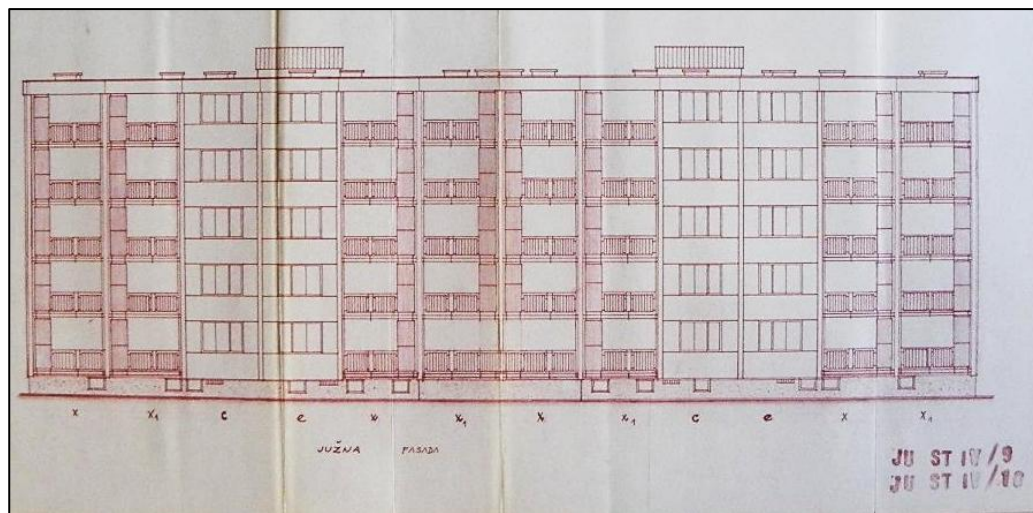 x x₁ c e x x₁ x x₁ c e x x₁
JUŽNA FASADA
JU ST IV/9
JU ST IV/10